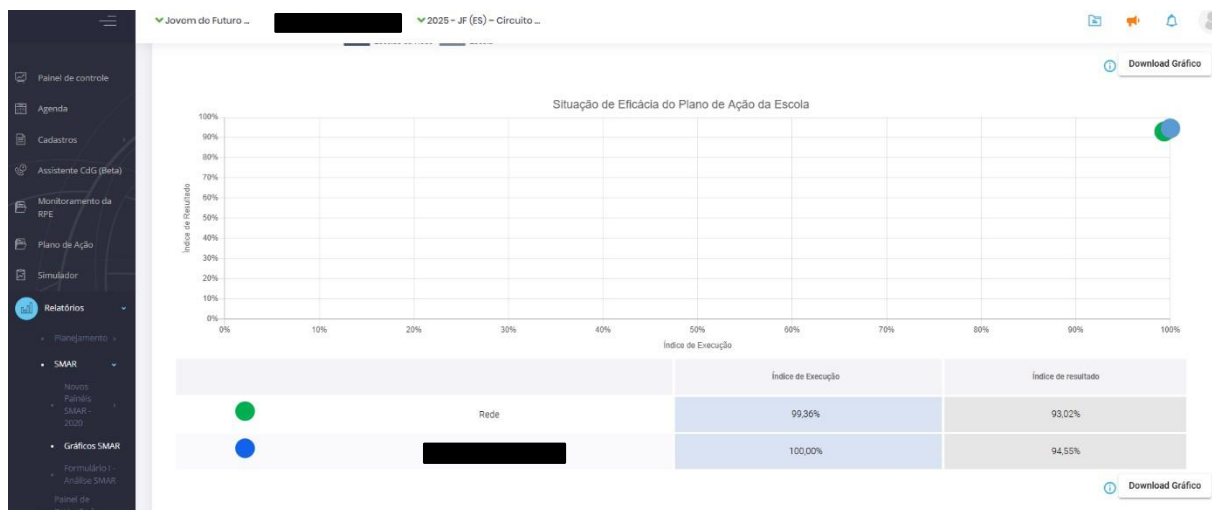 Jovem do Futuro ...
2025 - JF (ES) - Circuito ...
Painel de controle
Agenda
Cadastros
Assistente CdG (Beta)
Monitoramento da
RPE
Plano de Ação
Simulador
Relatórios
Planejamento
SMAR
Novos
Painéis
SMAR -
2020
Gráficos SMAR
Formulário I -
Análise SMAR
Painel de
Download Gráfico
Situação de Eficácia do Plano de Ação da Escola
Índice de Resultado
100%
90%
80%
70%
60%
50%
40%
30%
20%
10%
0%
0% 10% 20% 30% 40% 50% 60% 70% 80% 90% 100%
Índice de Execução
Índice de Execução Índice de resultado
Rede 99,36% 93,02%
100,00% 94,55%
Download Gráfico